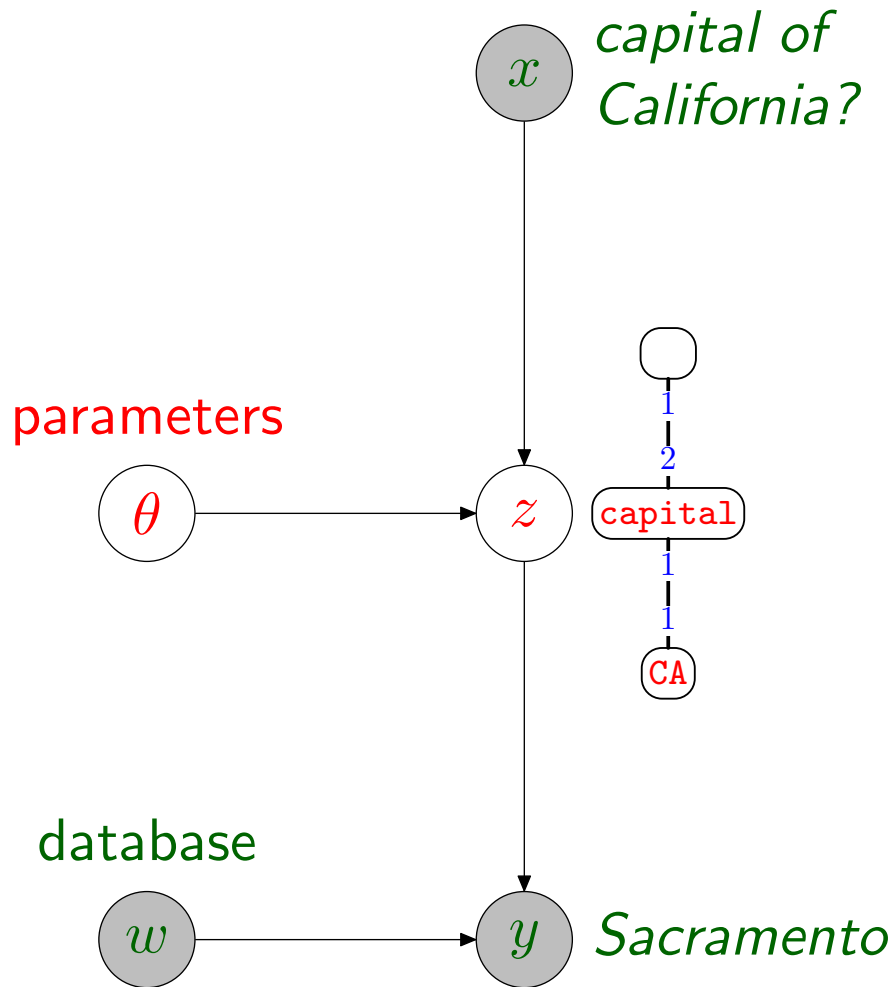 x
capital of
California?
1
2
parameters
θ
z
capital
1
1
CA
database
w
y
Sacramento